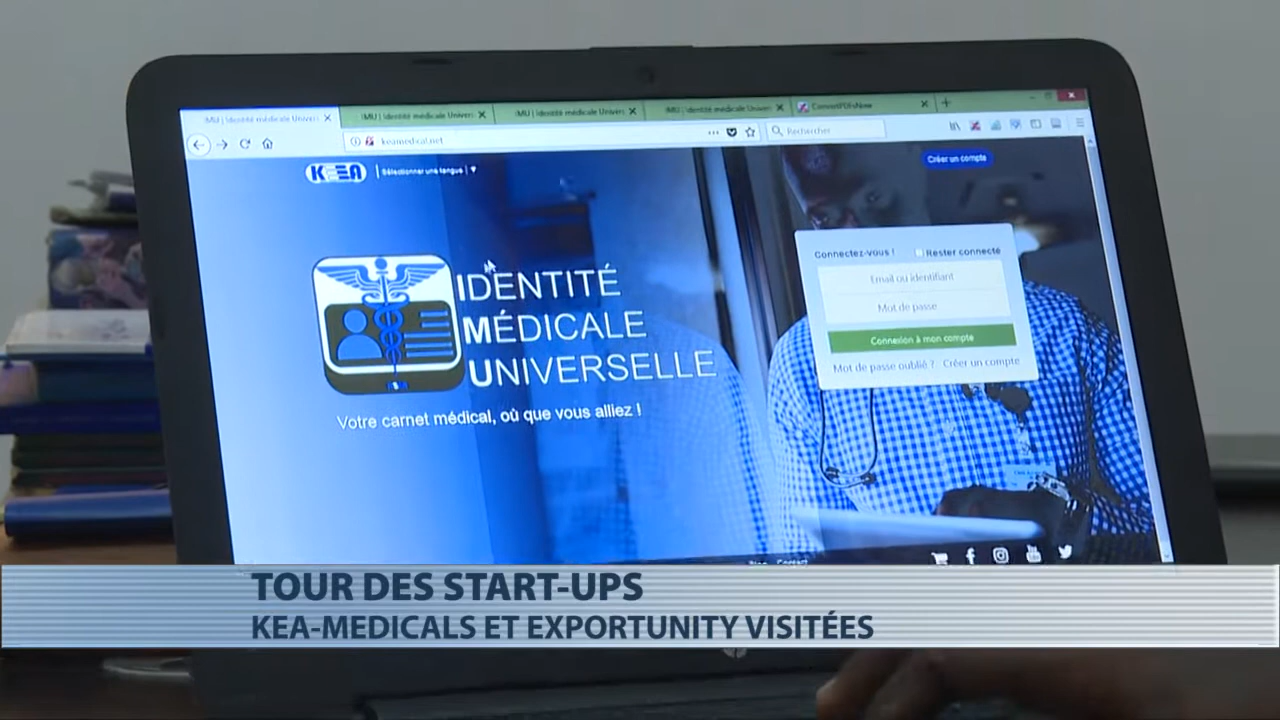 IMU | Identité médicale Univers
IMU | Identité médicale Univers
IMU | Identité médicale Univers
IMU | Identité médicale Univers
ConvertPDFsNow
keamedical.net
Rechercher
KEEA
Sélectionner une langue
Créer un compte
Connectez-vous !
Rester connecté
Email ou identifiant
Mot de passe
Connexion à mon compte
Mot de passe oublié ?
Créer un compte
IDENTITÉ
MÉDICALE
UNIVERSELLE
Votre carnet médical, où que vous alliez !
Blog
Contact
TOUR DES START-UPS
KEA-MEDICALS ET EXPORTUNITY VISITÉES